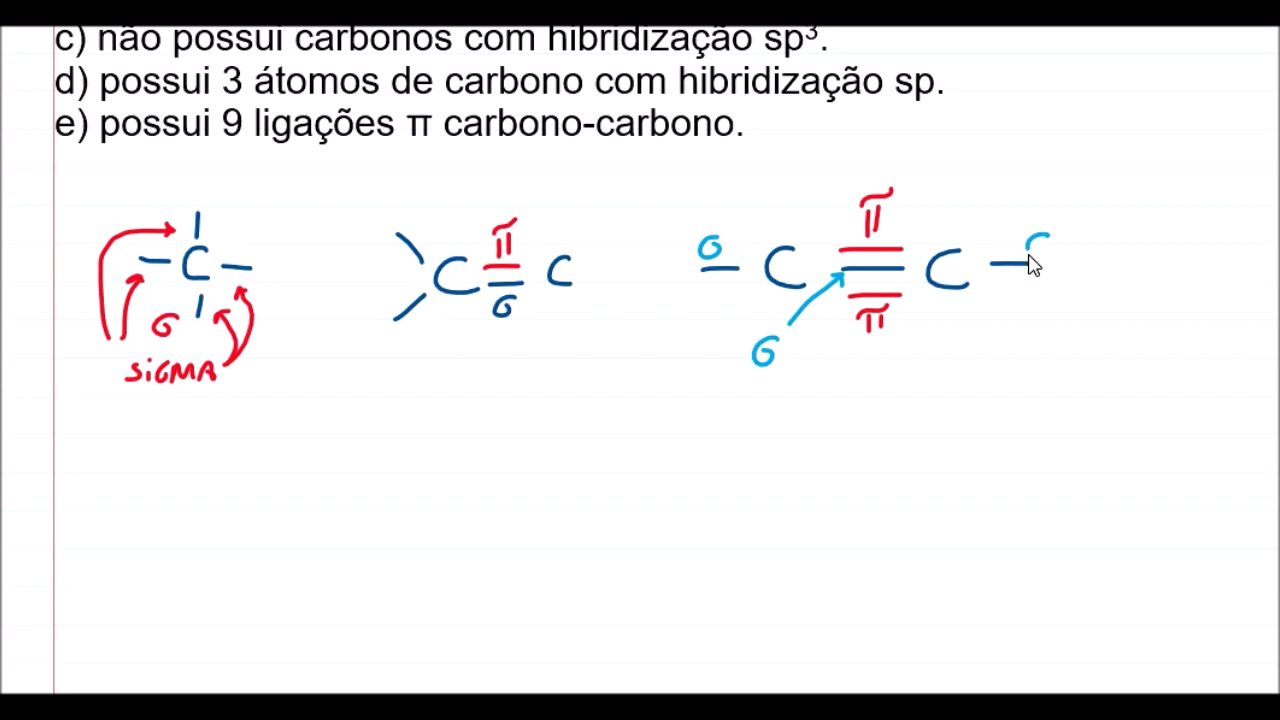 c) não possui carbonos com hibridização sp³.
d) possui 3 átomos de carbono com hibridização sp.
e) possui 9 ligações π carbono-carbono.
C σ SIGMA
C π σ C
σ C π σ π C